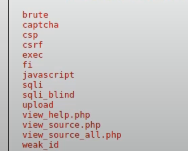 brute
captcha
csp
csrf
exec
fi
javascript
sqli
sqli_blind
upload
view_help.php
view_source.php
view_source_all.php
weak_id